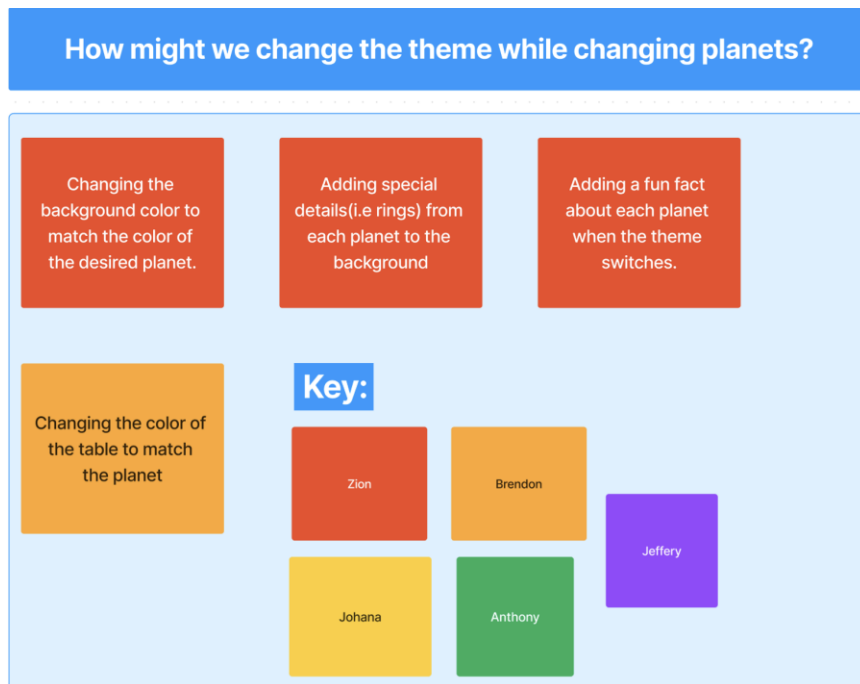 How might we change the theme while changing planets?
Changing the
background color to
match the color of
the desired planet.
Adding special
details(i.e rings) from
each planet to the
background
Adding a fun fact
about each planet
when the theme
switches.
Changing the color of
the table to match
the planet
Key:
Zion
Brendon
Jeffery
Johana
Anthony